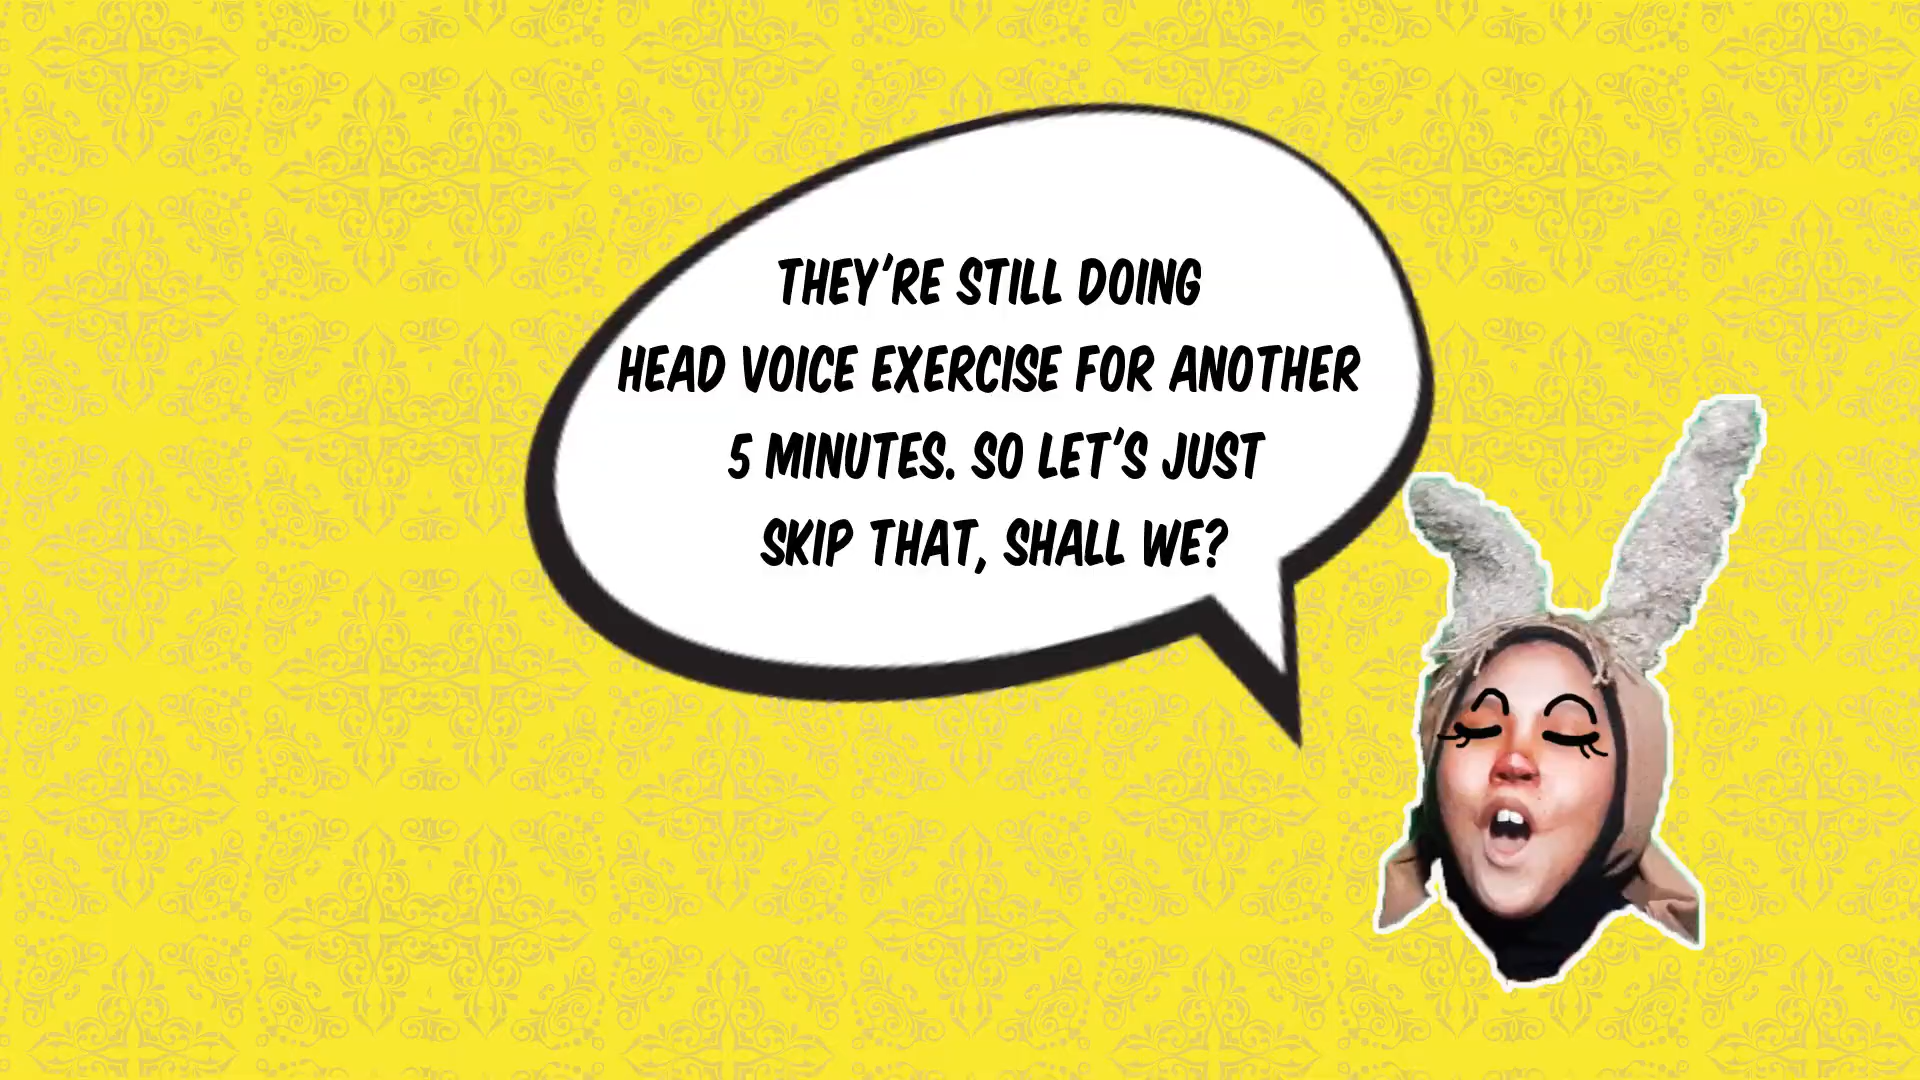 THEY'RE STILL DOING
HEAD VOICE EXERCISE FOR ANOTHER
5 MINUTES. SO LET'S JUST
SKIP THAT, SHALL WE?